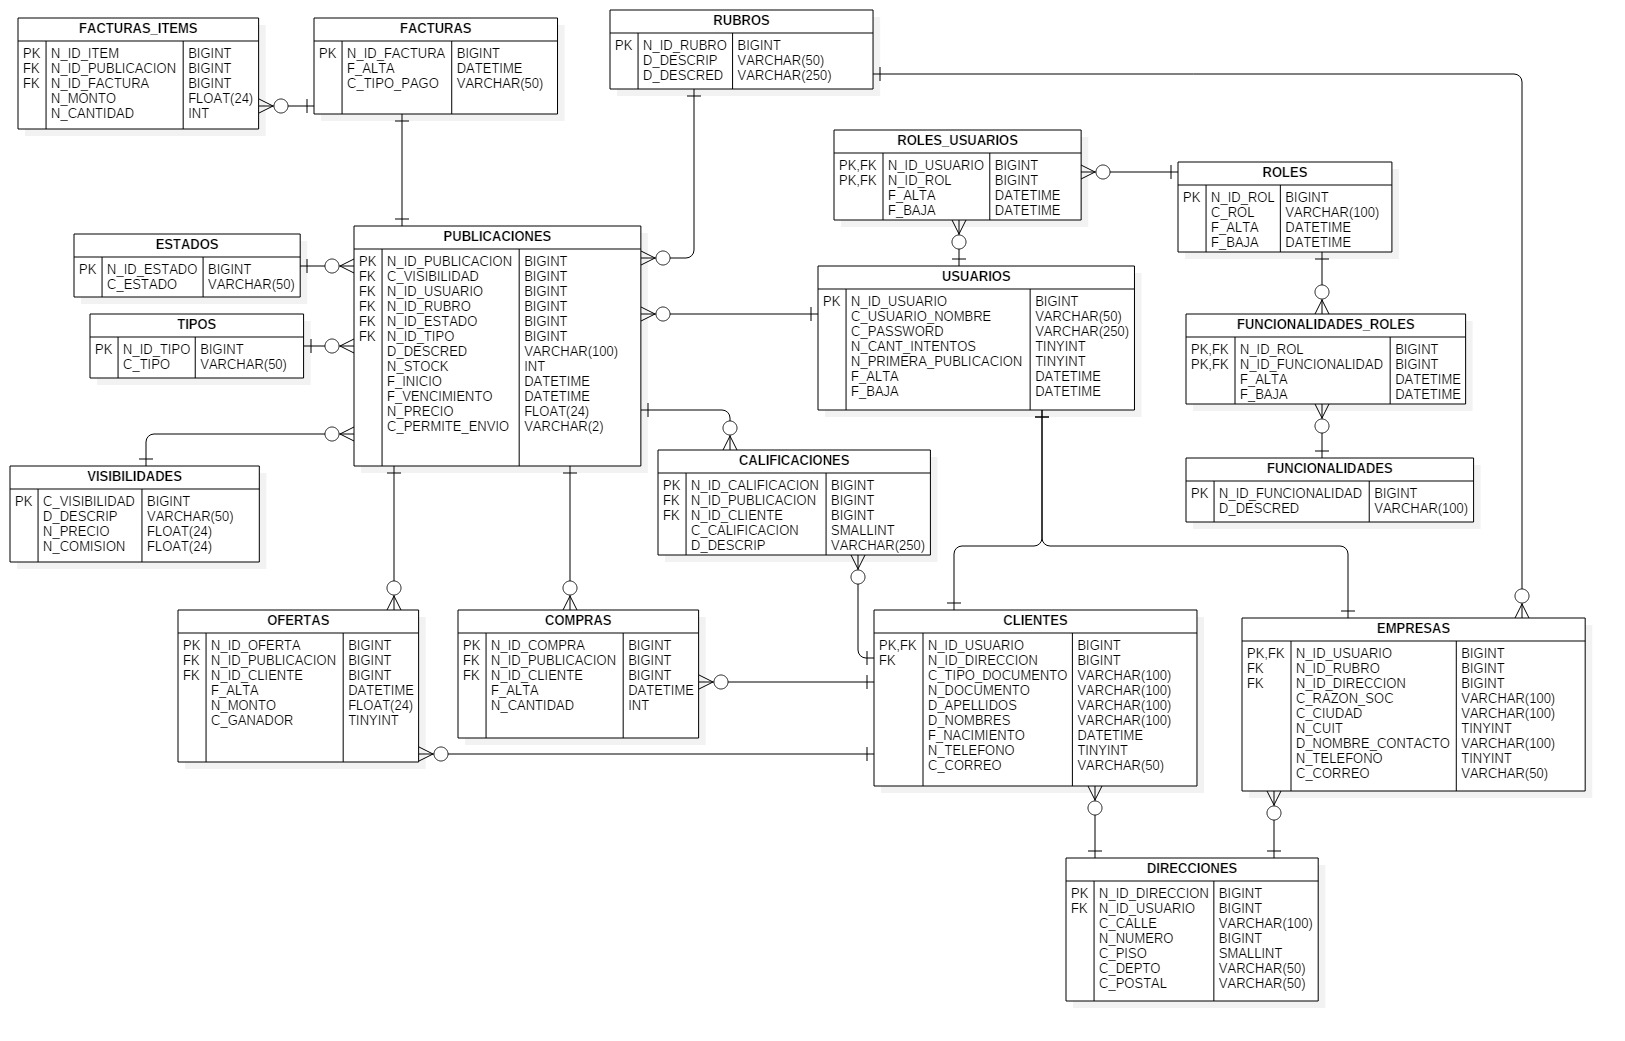 FACTURAS_ITEMS
PK N_ID_ITEM BIGINT
FK N_ID_PUBLICACION BIGINT
FK N_ID_FACTURA BIGINT
N_MONTO FLOAT(24)
N_CANTIDAD INT
FACTURAS
PK N_ID_FACTURA BIGINT
F_ALTA DATETIME
C_TIPO_PAGO VARCHAR(50)
RUBROS
PK N_ID_RUBRO BIGINT
D_DESCRIP VARCHAR(50)
D_DESCRED VARCHAR(250)
ROLES_USUARIOS
PK,FK N_ID_USUARIO BIGINT
PK,FK N_ID_ROL BIGINT
F_ALTA DATETIME
F_BAJA DATETIME
ROLES
PK N_ID_ROL BIGINT
C_ROL VARCHAR(100)
F_ALTA DATETIME
F_BAJA DATETIME
ESTADOS
PK N_ID_ESTADO BIGINT
C_ESTADO VARCHAR(50)
TIPOS
PK N_ID_TIPO BIGINT
C_TIPO VARCHAR(50)
PUBLICACIONES
PK N_ID_PUBLICACION BIGINT
FK C_VISIBILIDAD BIGINT
FK N_ID_USUARIO BIGINT
FK N_ID_RUBRO BIGINT
FK N_ID_ESTADO BIGINT
FK N_ID_TIPO BIGINT
D_DESCRED VARCHAR(100)
N_STOCK INT
F_INICIO DATETIME
F_VENCIMIENTO DATETIME
N_PRECIO FLOAT(24)
C_PERMITE_ENVIO VARCHAR(2)
USUARIOS
PK N_ID_USUARIO BIGINT
C_USUARIO_NOMBRE VARCHAR(50)
C_PASSWORD VARCHAR(250)
N_CANT_INTENTOS TINYINT
N_PRIMERA_PUBLICACION TINYINT
F_ALTA DATETIME
F_BAJA DATETIME
FUNCIONALIDADES_ROLES
PK,FK N_ID_ROL BIGINT
PK,FK N_ID_FUNCIONALIDAD BIGINT
F_ALTA DATETIME
F_BAJA DATETIME
FUNCIONALIDADES
PK N_ID_FUNCIONALIDAD BIGINT
D_DESCRED VARCHAR(100)
VISIBILIDADES
PK C_VISIBILIDAD BIGINT
D_DESCRIP VARCHAR(50)
N_PRECIO FLOAT(24)
N_COMISION FLOAT(24)
CALIFICACIONES
PK N_ID_CALIFICACION BIGINT
FK N_ID_PUBLICACION BIGINT
FK N_ID_CLIENTE BIGINT
C_CALIFICACION SMALLINT
D_DESCRIP VARCHAR(250)
OFERTAS
PK N_ID_OFERTA BIGINT
FK N_ID_PUBLICACION BIGINT
FK N_ID_CLIENTE BIGINT
F_ALTA DATETIME
N_MONTO FLOAT(24)
C_GANADOR TINYINT
COMPRAS
PK N_ID_COMPRA BIGINT
FK N_ID_PUBLICACION BIGINT
FK N_ID_CLIENTE BIGINT
F_ALTA DATETIME
N_CANTIDAD INT
CLIENTES
PK,FK N_ID_USUARIO BIGINT
FK N_ID_DIRECCION BIGINT
C_TIPO_DOCUMENTO VARCHAR(100)
N_DOCUMENTO VARCHAR(100)
D_APELLIDOS VARCHAR(100)
D_NOMBRES VARCHAR(100)
F_NACIMIENTO DATETIME
N_TELEFONO TINYINT
C_CORREO VARCHAR(50)
EMPRESAS
PK,FK N_ID_USUARIO BIGINT
FK N_ID_RUBRO BIGINT
FK N_ID_DIRECCION BIGINT
C_RAZON_SOC VARCHAR(100)
C_CIUDAD VARCHAR(100)
N_CUIT TINYINT
D_NOMBRE_CONTACTO VARCHAR(100)
N_TELEFONO TINYINT
C_CORREO VARCHAR(50)
DIRECCIONES
PK N_ID_DIRECCION BIGINT
FK N_ID_USUARIO BIGINT
C_CALLE VARCHAR(100)
N_NUMERO BIGINT
C_PISO SMALLINT
C_DEPTO VARCHAR(50)
C_POSTAL VARCHAR(50)